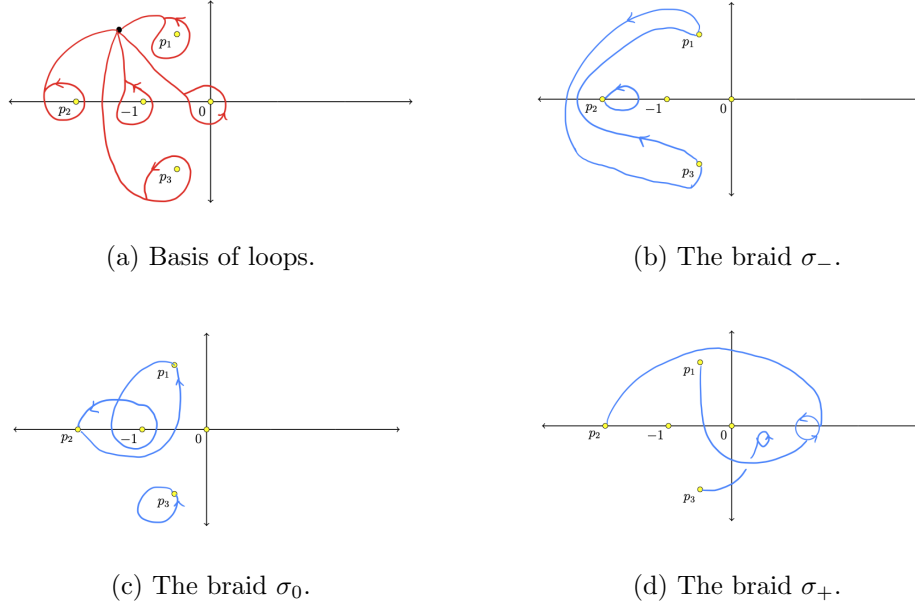 p₁
p₂
−1
0
p₃
(a) Basis of loops.
p₁
p₂
−1
0
p₃
(b) The braid σ₋.
p₁
p₂
−1
0
p₃
(c) The braid σ₀.
p₁
p₂
−1
0
p₃
(d) The braid σ₊.